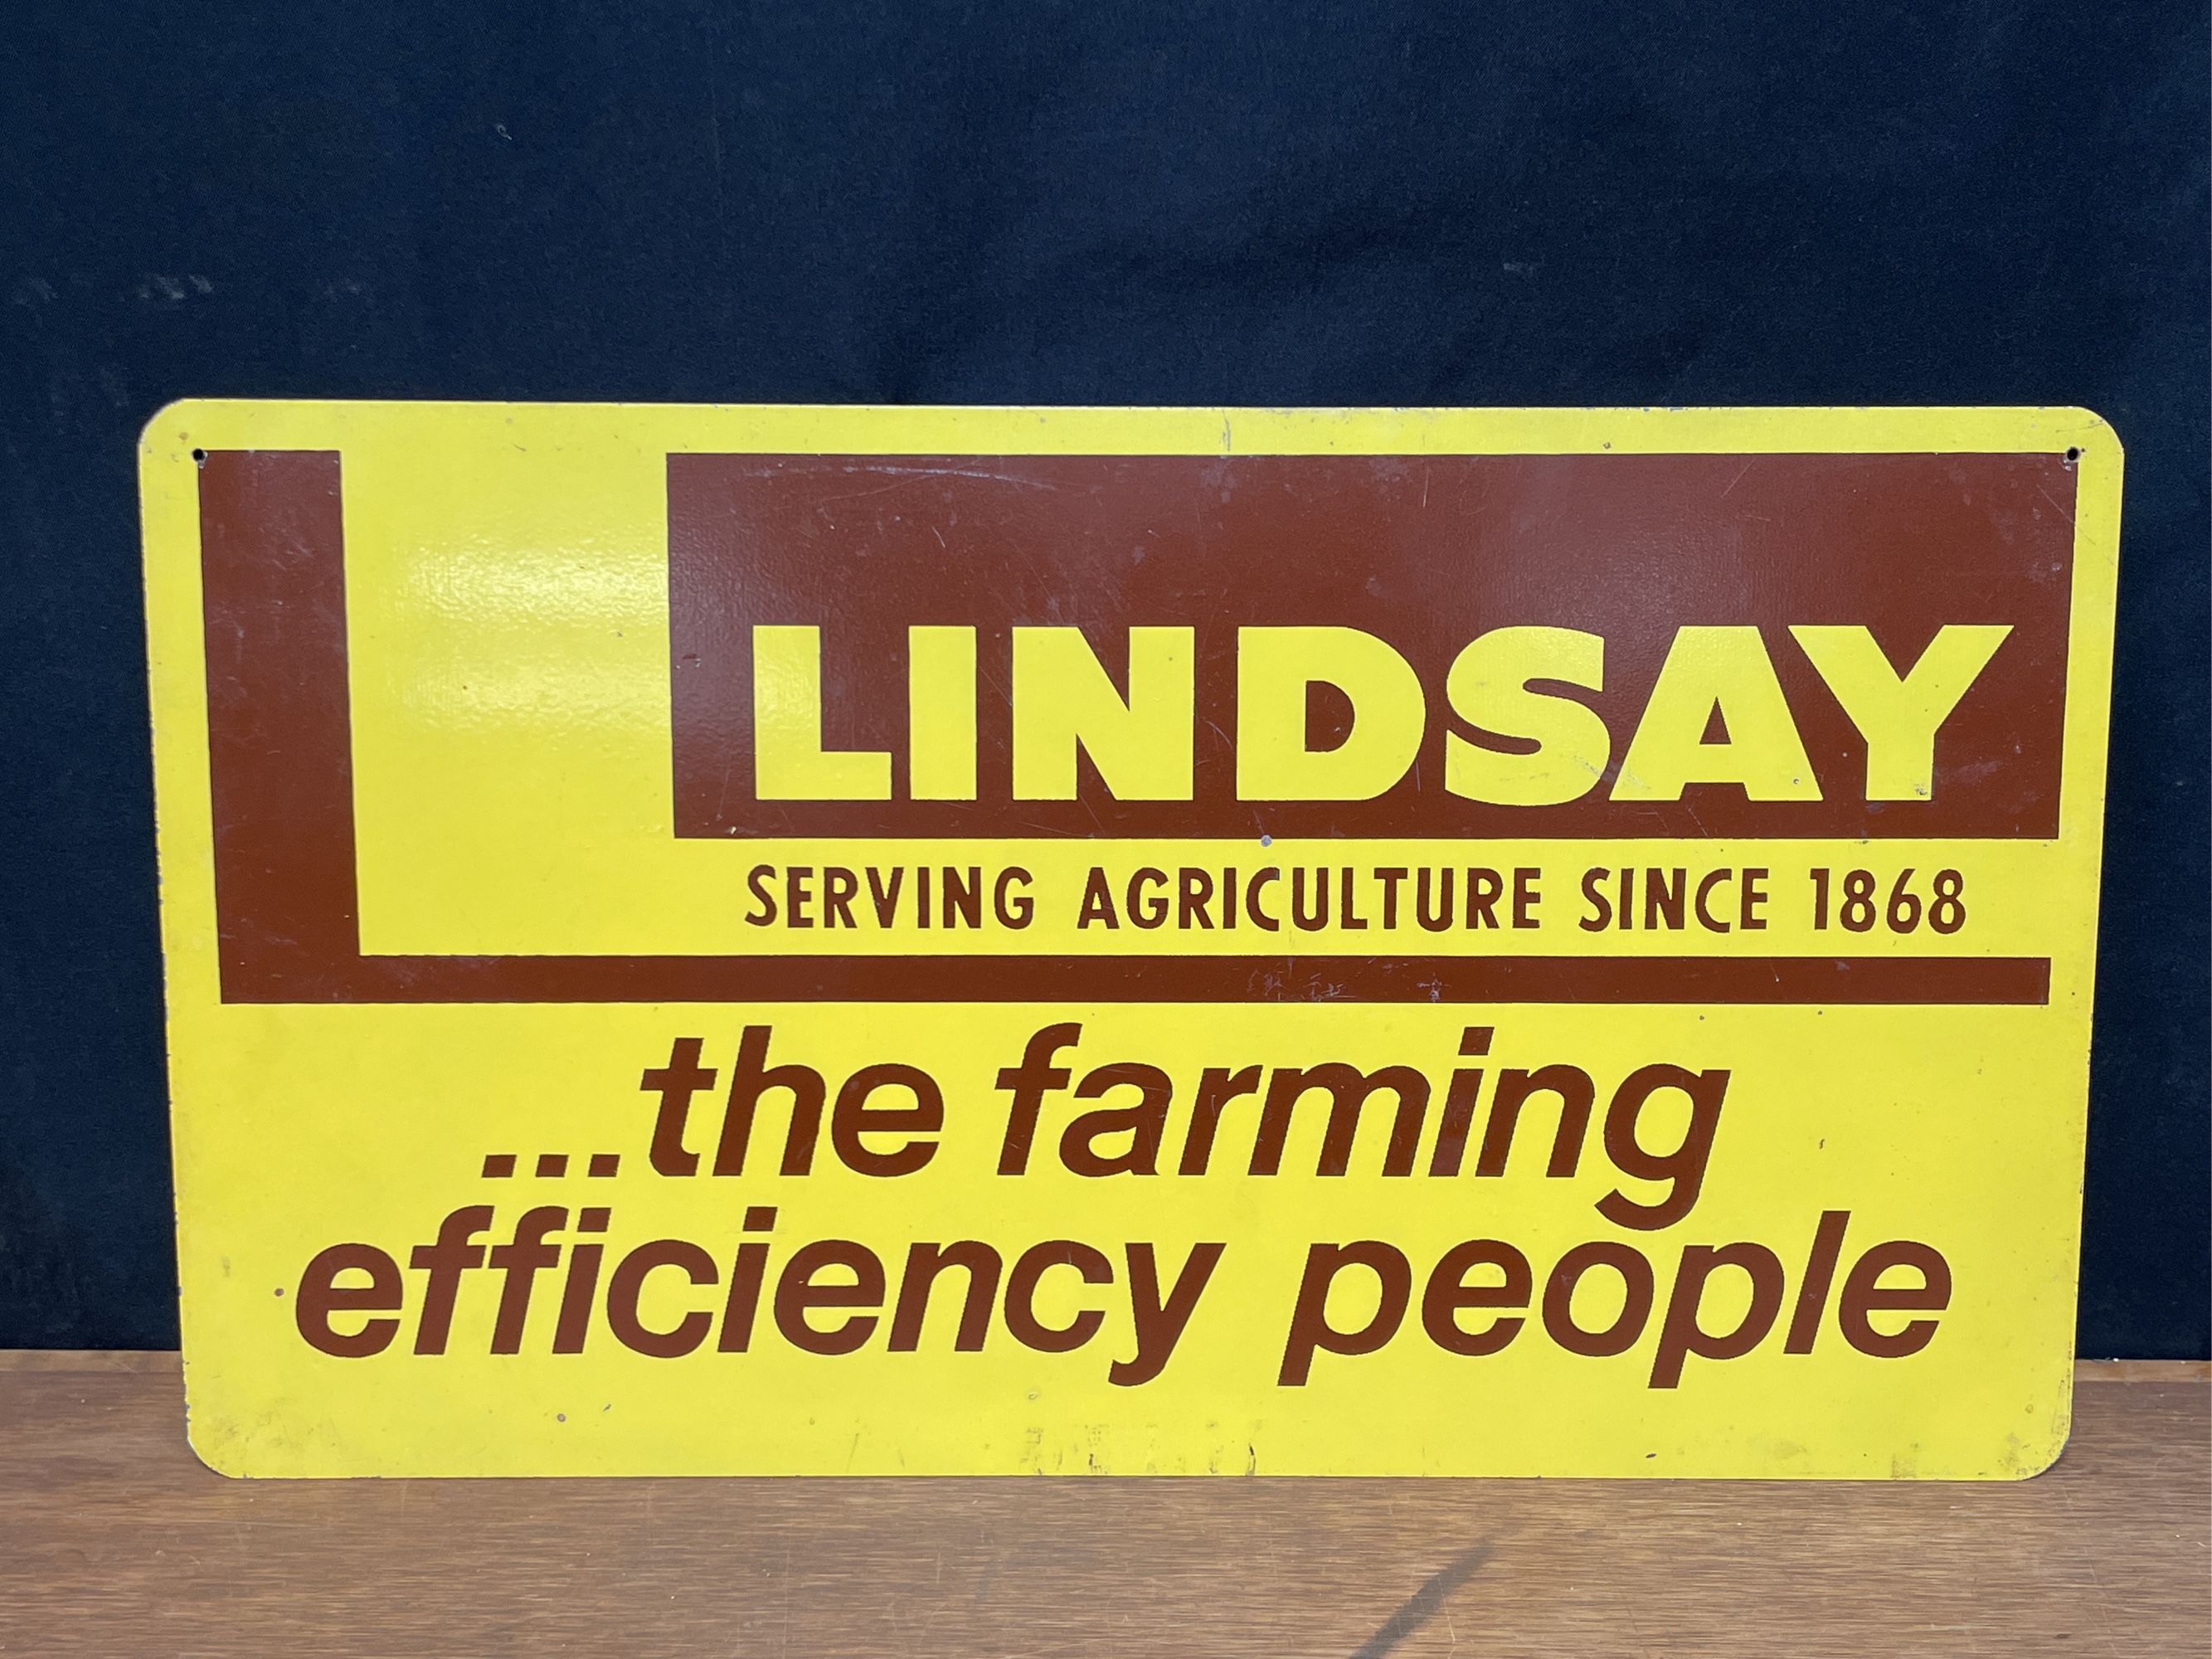 LINDSAY
SERVING AGRICULTURE SINCE 1868
...the farming
efficiency people